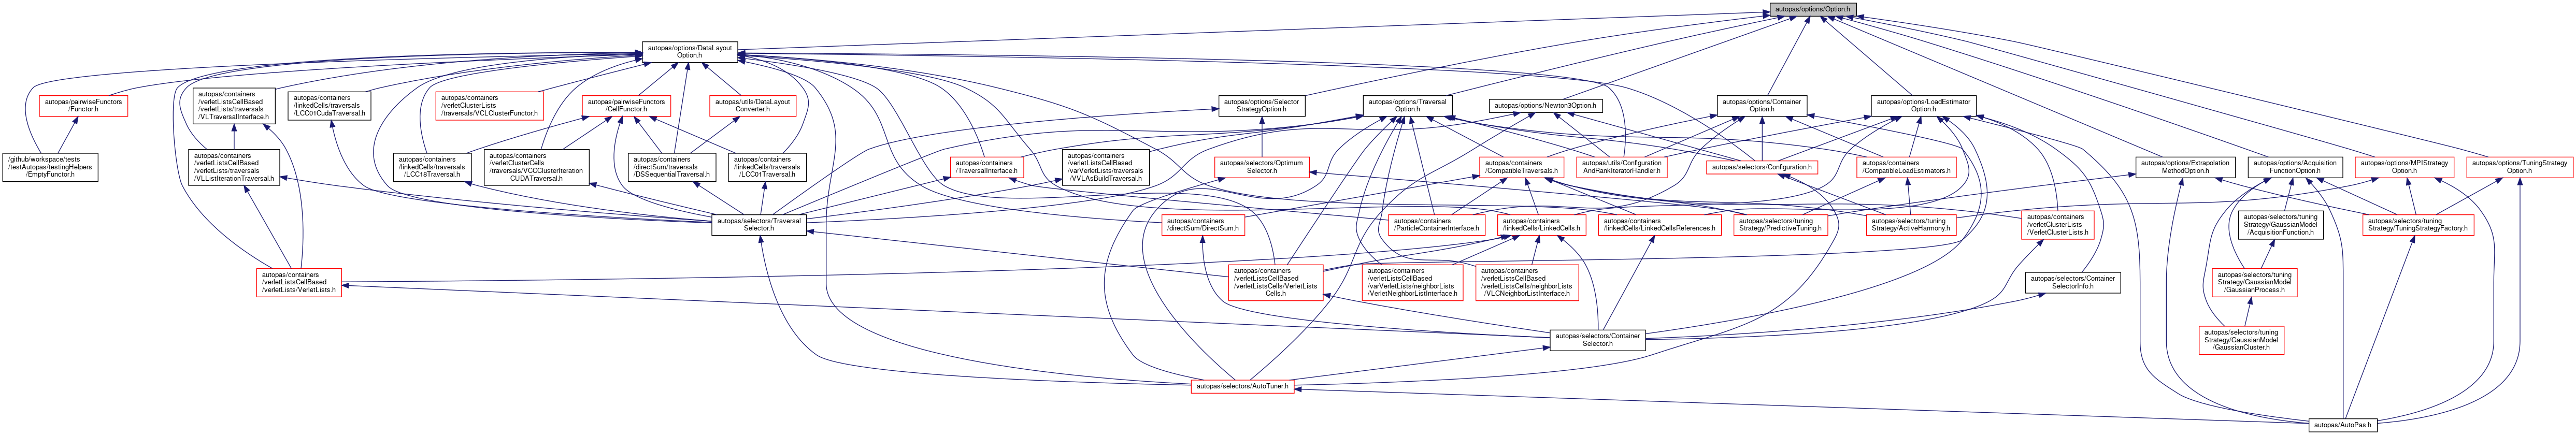 autopas/options/Option.h
autopas/options/DataLayout
Option.h
autopas/pairwiseFunctors
/Functor.h
autopas/containers
/verletListsCellBased
/verletLists/traversals
/VLTraversalInterface.h
autopas/containers
/linkedCells/traversals
/LCC01CudaTraversal.h
autopas/containers
/verletClusterLists
/traversals/VCLClusterFunctor.h
autopas/pairwiseFunctors
/CellFunctor.h
autopas/utils/DataLayout
Converter.h
autopas/options/Selector
StrategyOption.h
autopas/options/Traversal
Option.h
autopas/options/Newton3Option.h
autopas/options/Container
Option.h
autopas/options/LoadEstimator
Option.h
/github/workspace/tests
/testAutopas/testingHelpers
/EmptyFunctor.h
autopas/containers
/verletListsCellBased
/verletLists/traversals
/VLListIterationTraversal.h
autopas/containers
/linkedCells/traversals
/LCC18Traversal.h
autopas/containers
/verletClusterCells
/traversals/VCCClusterIteration
CUDATraversal.h
autopas/containers
/directSum/traversals
/DSSequentialTraversal.h
autopas/containers
/linkedCells/traversals
/LCC01Traversal.h
autopas/containers
/TraversalInterface.h
autopas/containers
/verletListsCellBased
/varVerletLists/traversals
/VVLAsBuildTraversal.h
autopas/selectors/Optimum
Selector.h
autopas/containers
/CompatibleTraversals.h
autopas/utils/Configuration
AndRankIteratorHandler.h
autopas/selectors/Configuration.h
autopas/containers
/CompatibleLoadEstimators.h
autopas/options/Extrapolation
MethodOption.h
autopas/options/Acquisition
FunctionOption.h
autopas/options/MPIStrategy
Option.h
autopas/options/TuningStrategy
Option.h
autopas/selectors/Traversal
Selector.h
autopas/containers
/directSum/DirectSum.h
autopas/containers
/ParticleContainerInterface.h
autopas/containers
/linkedCells/LinkedCells.h
autopas/containers
/linkedCells/LinkedCellsReferences.h
autopas/selectors/tuning
Strategy/PredictiveTuning.h
autopas/selectors/tuning
Strategy/ActiveHarmony.h
autopas/containers
/verletClusterLists
/VerletClusterLists.h
autopas/selectors/tuning
Strategy/GaussianModel
/AcquisitionFunction.h
autopas/selectors/tuning
Strategy/TuningStrategyFactory.h
autopas/containers
/verletListsCellBased
/verletLists/VerletLists.h
autopas/containers
/verletListsCellBased
/verletListsCells/VerletLists
Cells.h
autopas/containers
/verletListsCellBased
/varVerletLists/neighborLists
/VerletNeighborListInterface.h
autopas/containers
/verletListsCellBased
/verletListsCells/neighborLists
/VLCNeighborListInterface.h
autopas/selectors/Container
SelectorInfo.h
autopas/selectors/tuning
Strategy/GaussianModel
/GaussianProcess.h
autopas/selectors/Container
Selector.h
autopas/selectors/tuning
Strategy/GaussianModel
/GaussianCluster.h
autopas/selectors/AutoTuner.h
autopas/AutoPas.h